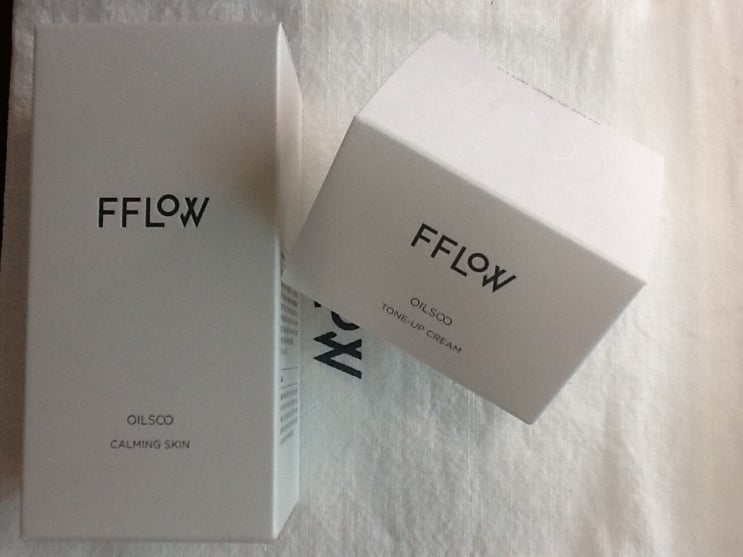 FFLOW
OILSOO
CALMING SKIN
FFLOW
OILSOO
TONE-UP CREAM